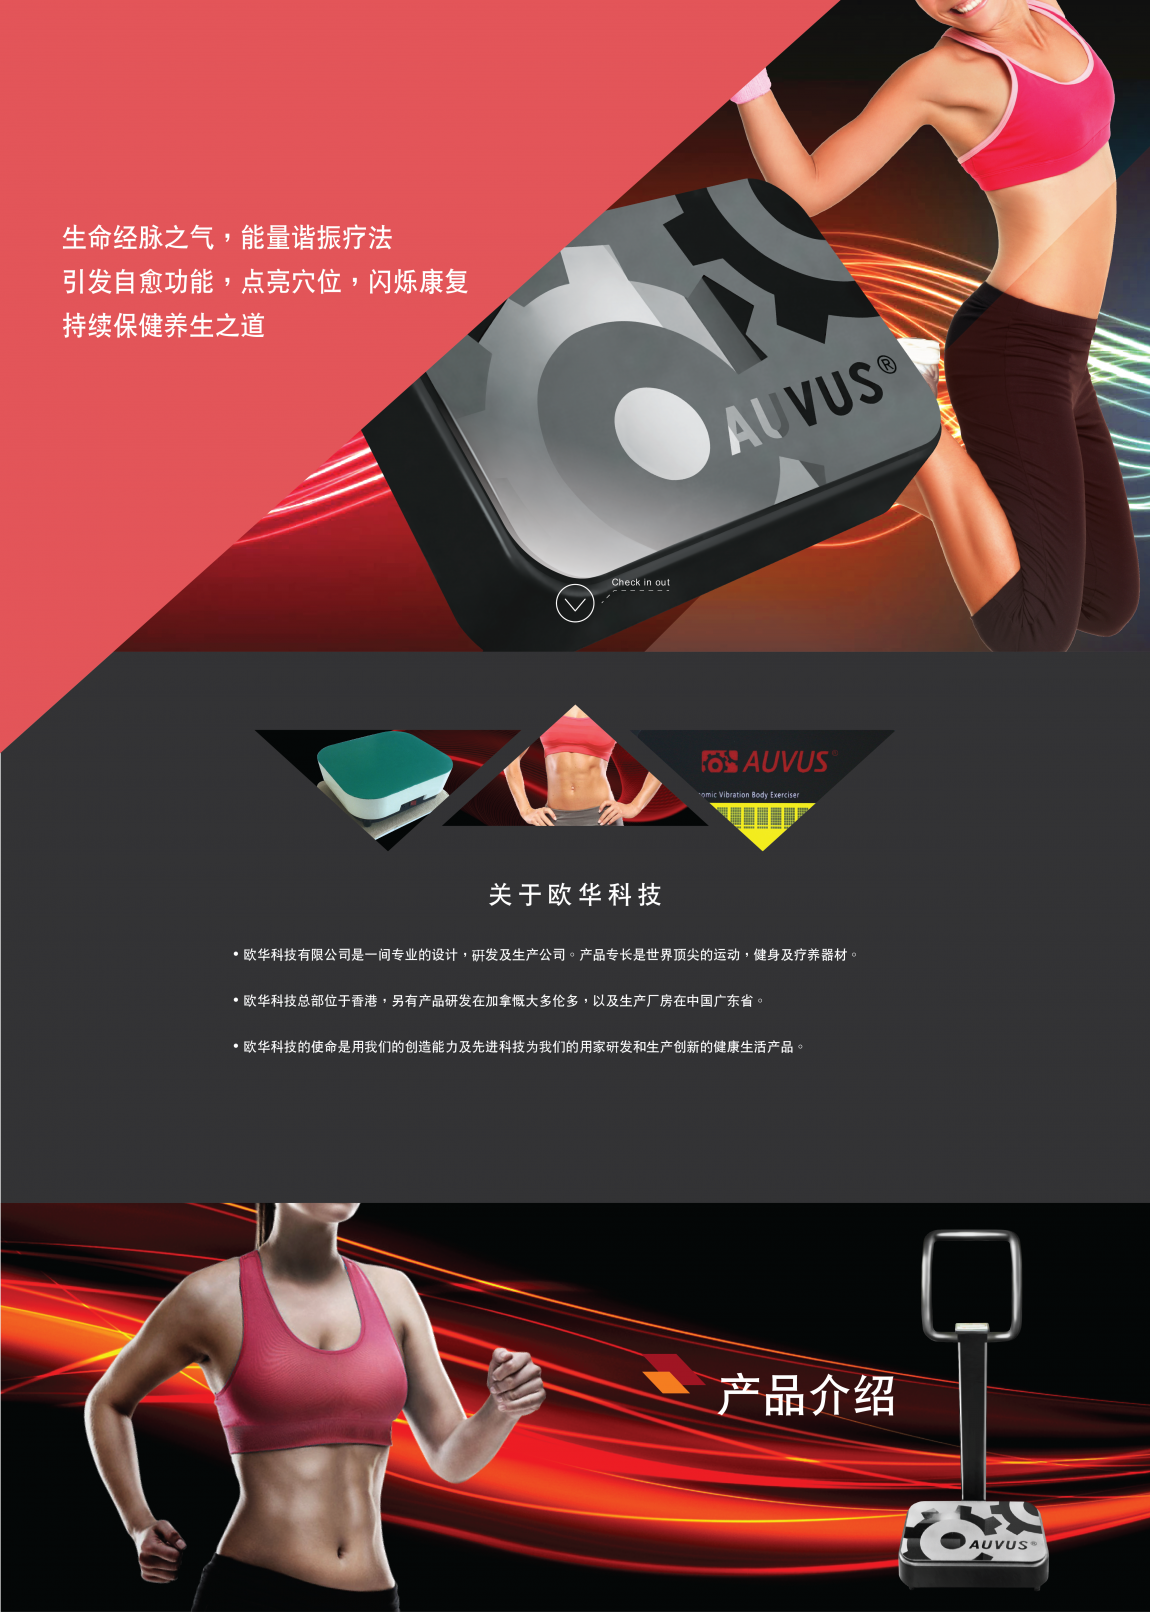 生命经脉之气，能量谐振疗法
引发自愈功能，点亮穴位，闪烁康复
持续保健养生之道
AUVUS®
Check in out
AUVUS®
omic Vibration Body Exerciser
关于欧华科技
• 欧华科技有限公司是一间专业的设计，研发及生产公司。产品专长是世界顶尖的运动，健身及疗养器材。
• 欧华科技总部位于香港，另有产品研发在加拿慨大多伦多，以及生产厂房在中国广东省。
• 欧华科技的使命是用我们的创造能力及先进科技为我们的用家研发和生产创新的健康生活产品。
产品介绍
AUVUS®